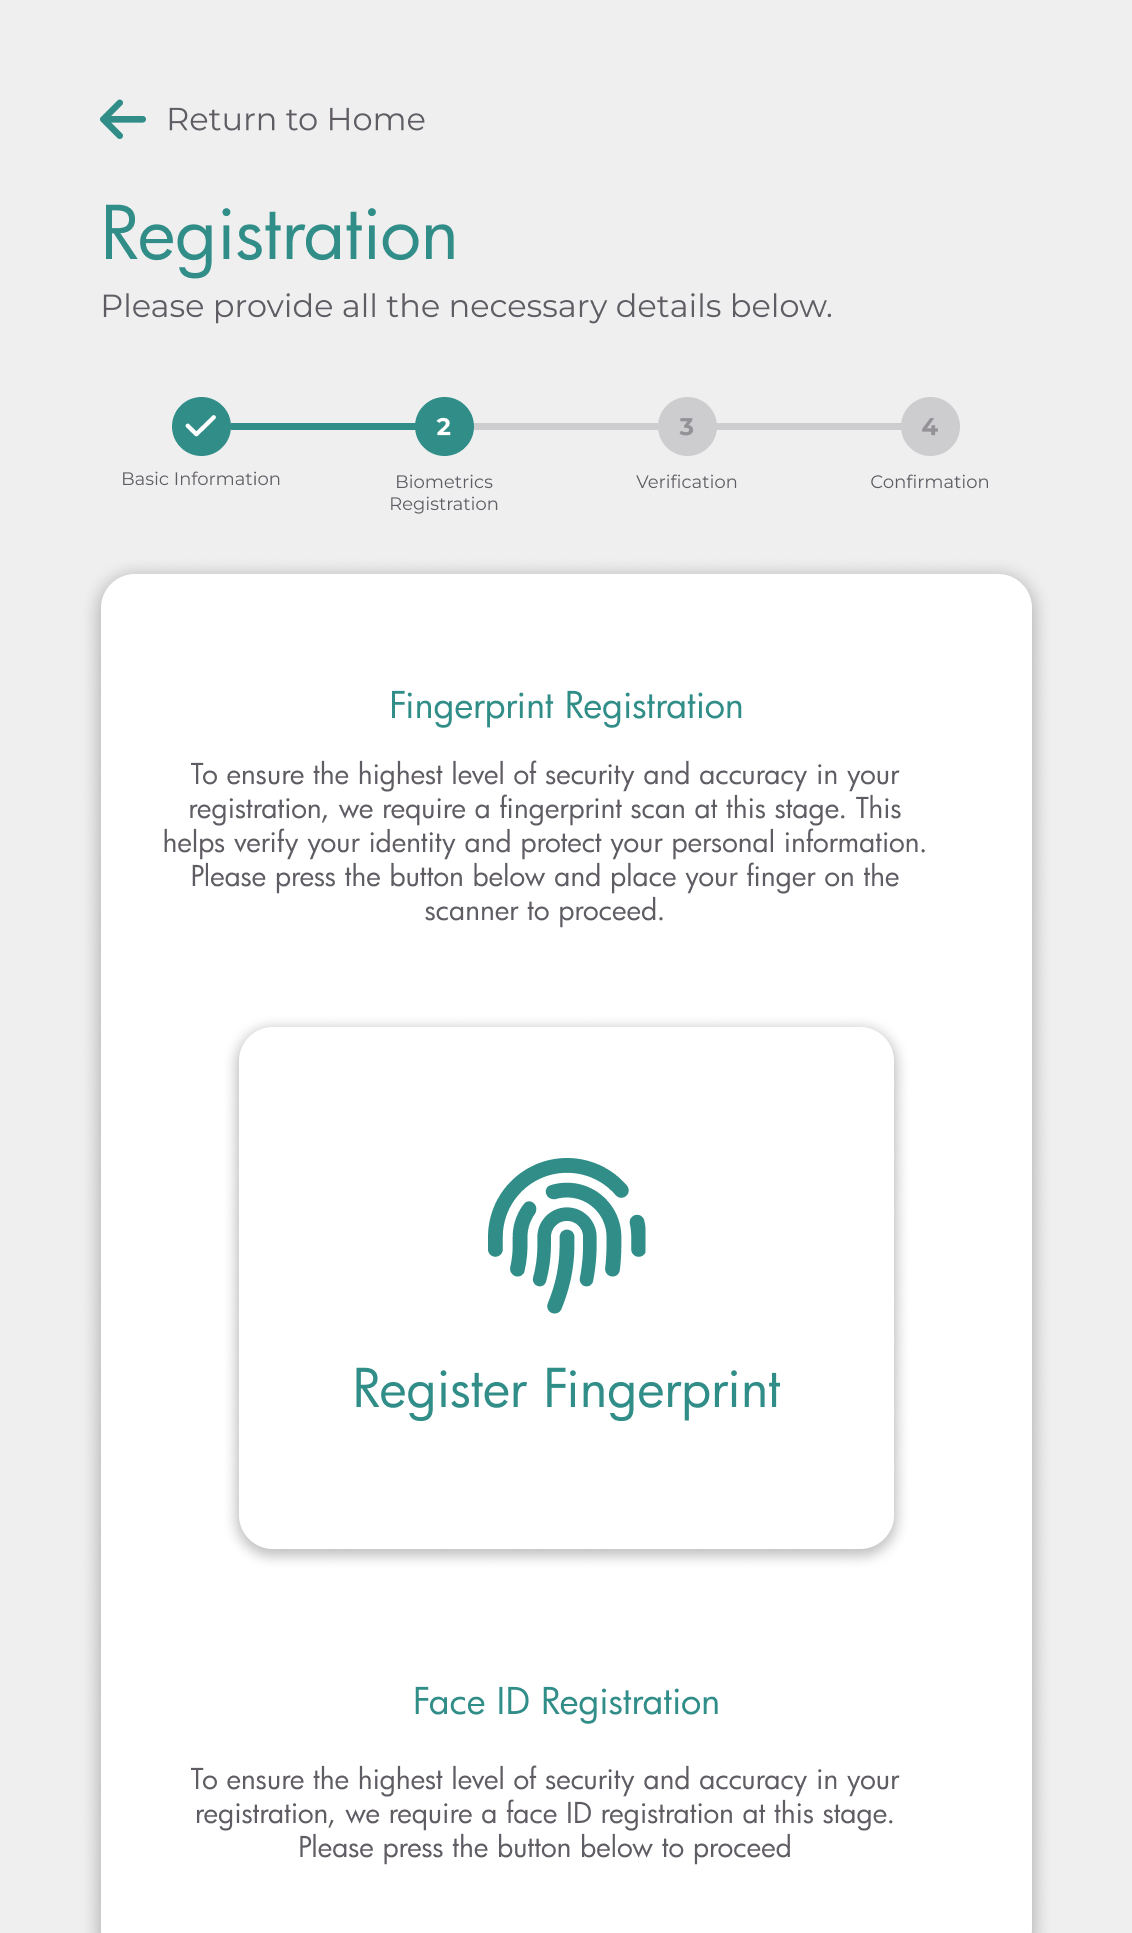 Return to Home
Registration
Please provide all the necessary details below.
2
3
4
Basic Information
Biometrics
Registration
Verification
Confirmation
Fingerprint Registration
To ensure the highest level of security and accuracy in your
registration, we require a fingerprint scan at this stage. This
helps verify your identity and protect your personal information.
Please press the button below and place your finger on the
scanner to proceed.
Register Fingerprint
Face ID Registration
To ensure the highest level of security and accuracy in your
registration, we require a face ID registration at this stage.
Please press the button below to proceed